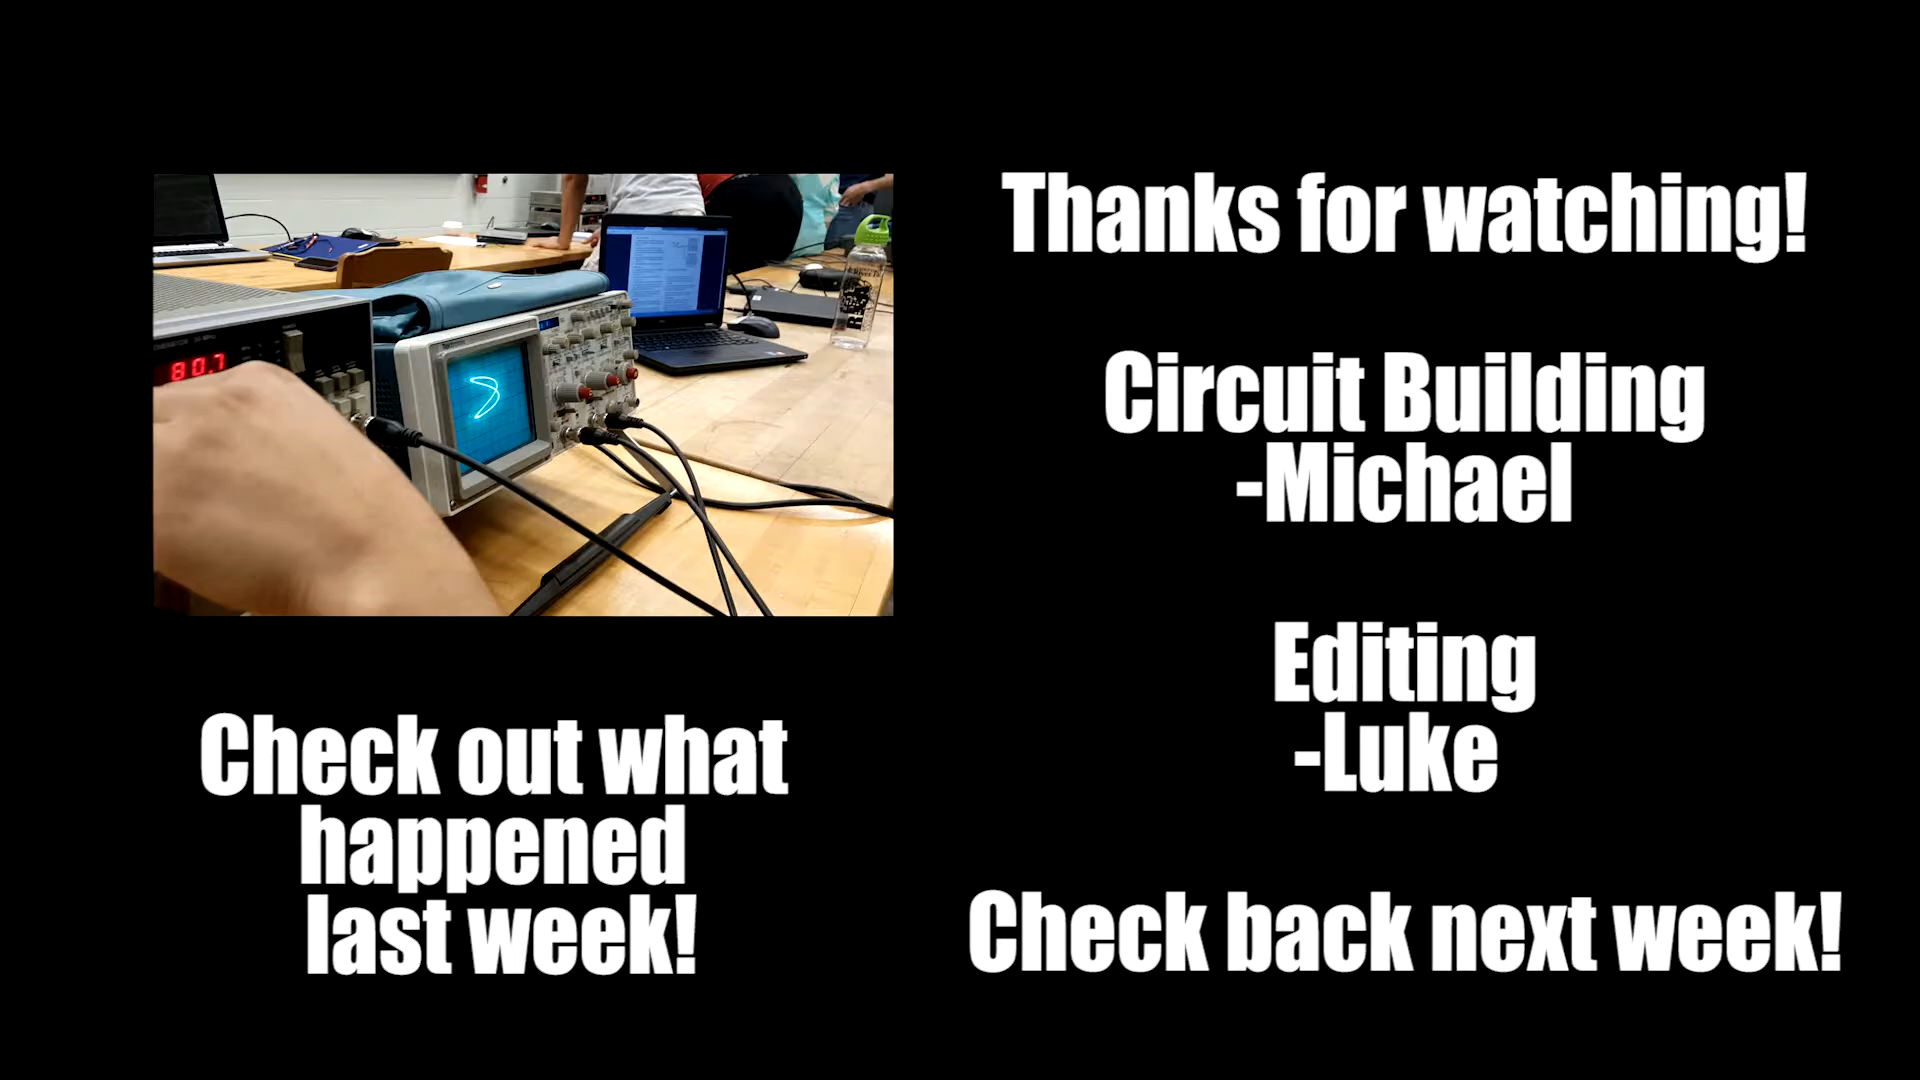 80.7
Check out what
happened
last week!
Thanks for watching!
Circuit Building
-Michael
Editing
-Luke
Check back next week!